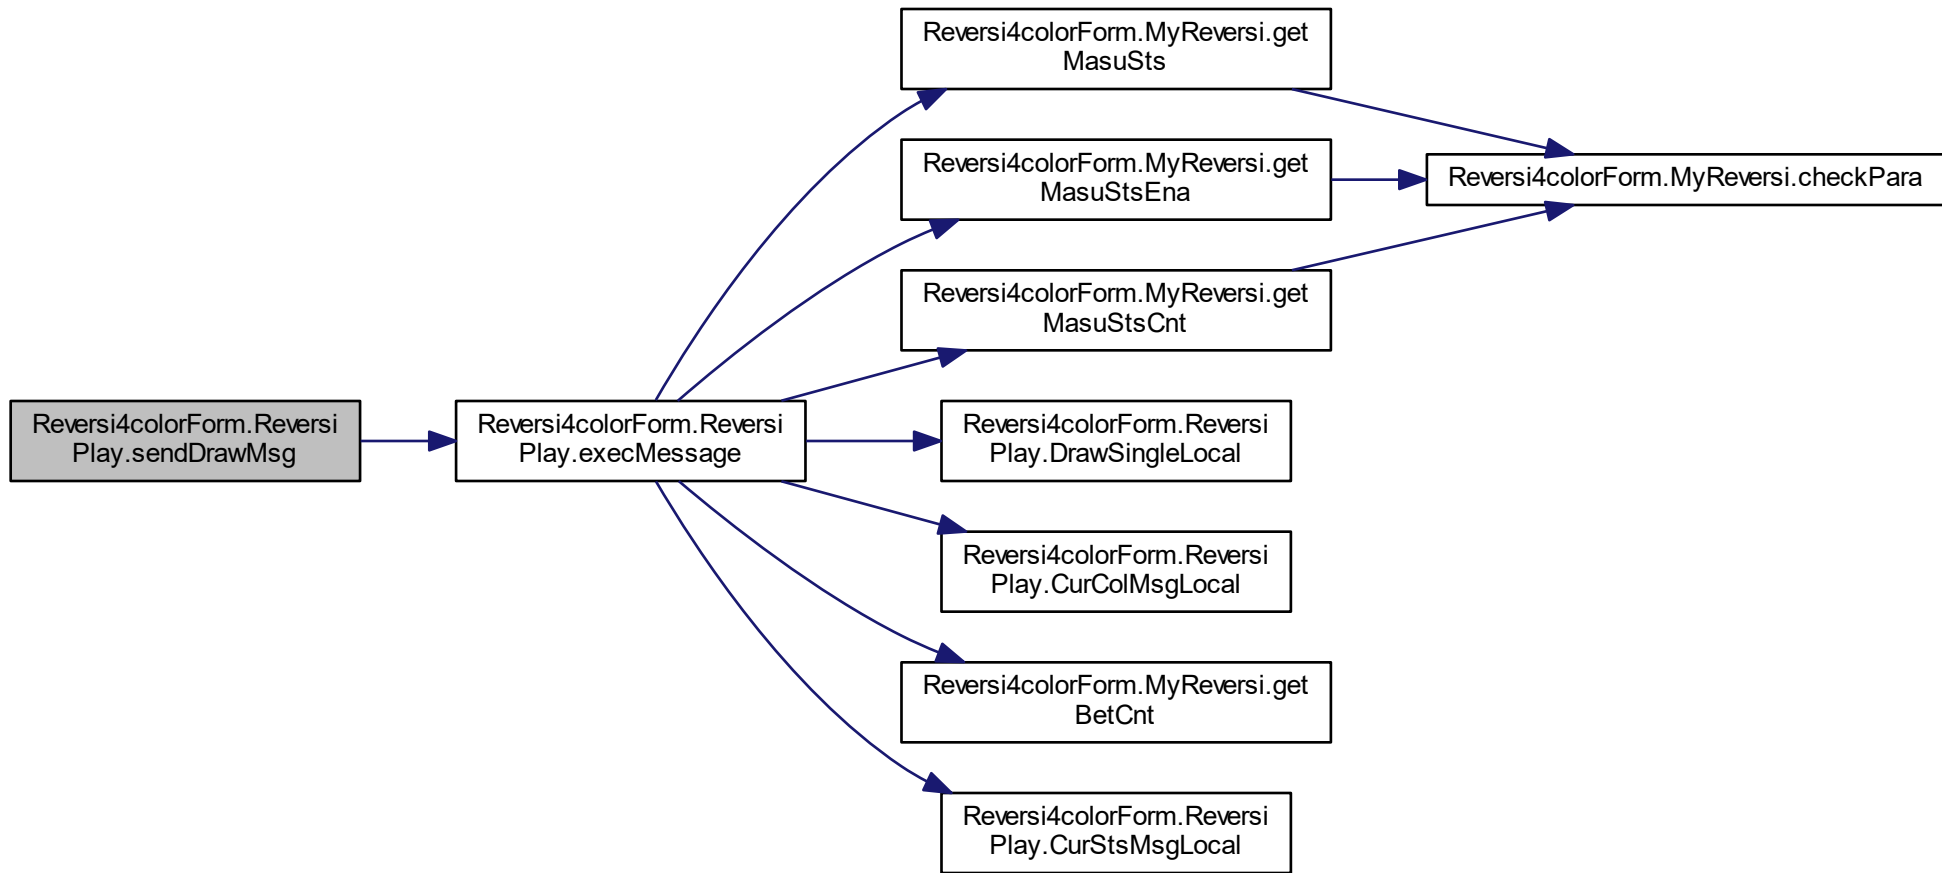 Reversi4colorForm.MyReversi.get
MasuSts
Reversi4colorForm.MyReversi.get
MasuStsEna
Reversi4colorForm.MyReversi.checkPara
Reversi4colorForm.MyReversi.get
MasuStsCnt
Reversi4colorForm.Reversi
Play.sendDrawMsg
Reversi4colorForm.Reversi
Play.execMessage
Reversi4colorForm.Reversi
Play.DrawSingleLocal
Reversi4colorForm.Reversi
Play.CurColMsgLocal
Reversi4colorForm.MyReversi.get
BetCnt
Reversi4colorForm.Reversi
Play.CurStsMsgLocal